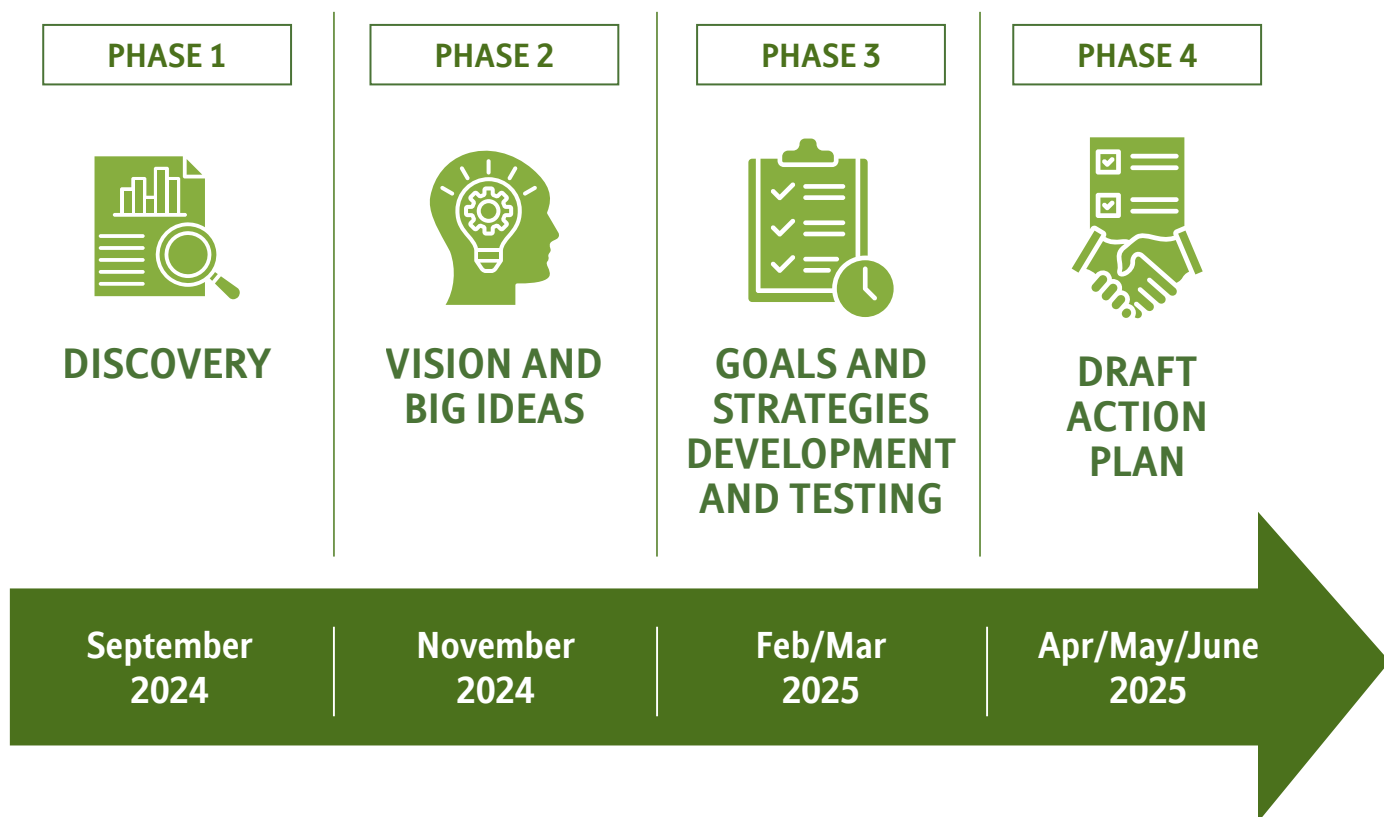 PHASE 1
PHASE 2
PHASE 3
PHASE 4
DISCOVERY
VISION AND
BIG IDEAS
GOALS AND
STRATEGIES
DEVELOPMENT
AND TESTING
DRAFT
ACTION
PLAN
September
2024
November
2024
Feb/Mar
2025
Apr/May/June
2025